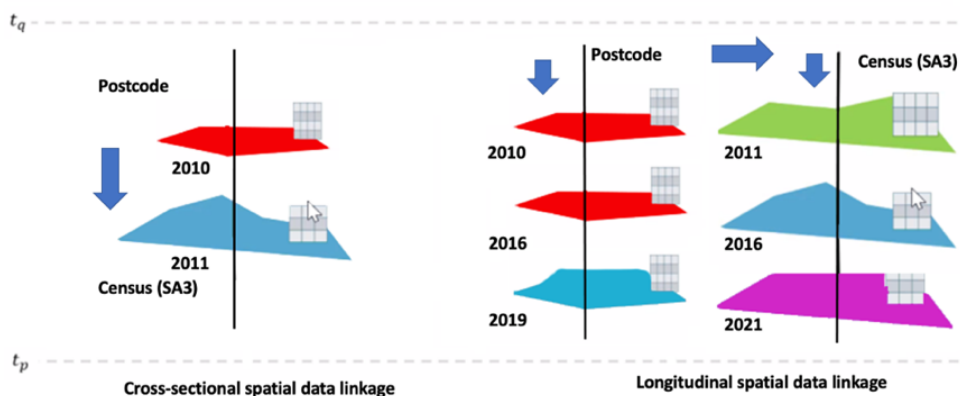 t_q
Postcode
2010
2011
Census (SA3)
Postcode
Census (SA3)
2010
2011
2016
2016
2019
2021
t_p
Cross-sectional spatial data linkage
Longitudinal spatial data linkage